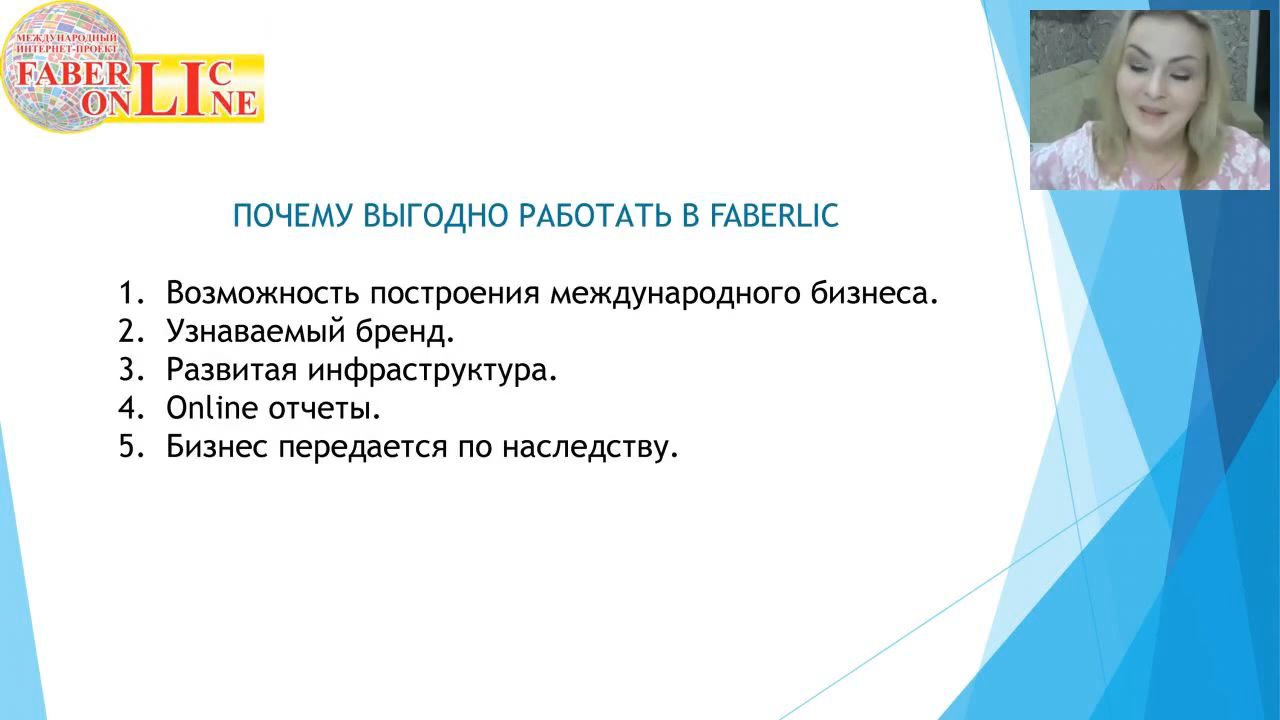 МЕЖДУНАРОДНЫЙ
ИНТЕРНЕТ-ПРОЕКТ
FABERLIC
ONLINE
ПОЧЕМУ ВЫГОДНО РАБОТАТЬ В FABERLIC
1. Возможность построения международного бизнеса.
2. Узнаваемый бренд.
3. Развитая инфраструктура.
4. Online отчеты.
5. Бизнес передается по наследству.